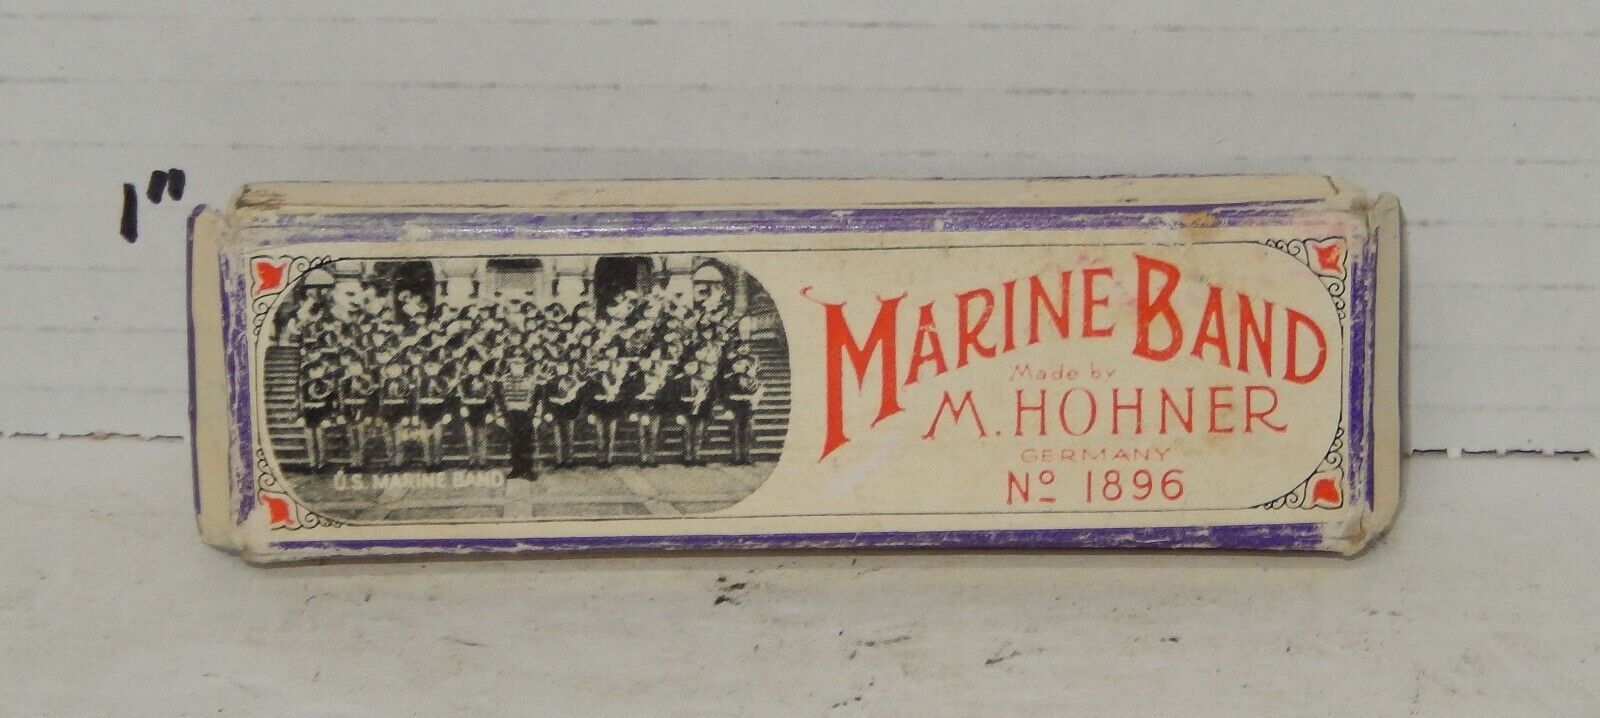 1"
U.S. MARINE BAND
MARINE BAND
Made by
M. HOHNER
GERMANY
Nº 1896